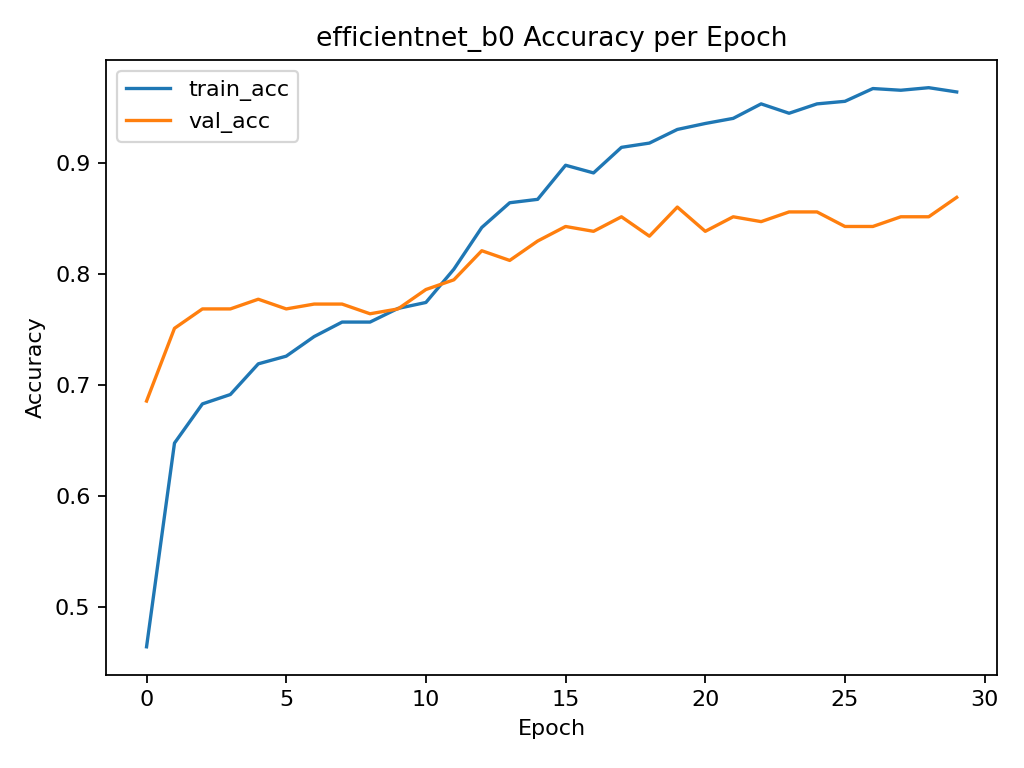 efficientnet_b0 Accuracy per Epoch
train_acc
val_acc
Accuracy
0.9
0.8
0.7
0.6
0.5
0 5 10 15 20 25 30
Epoch